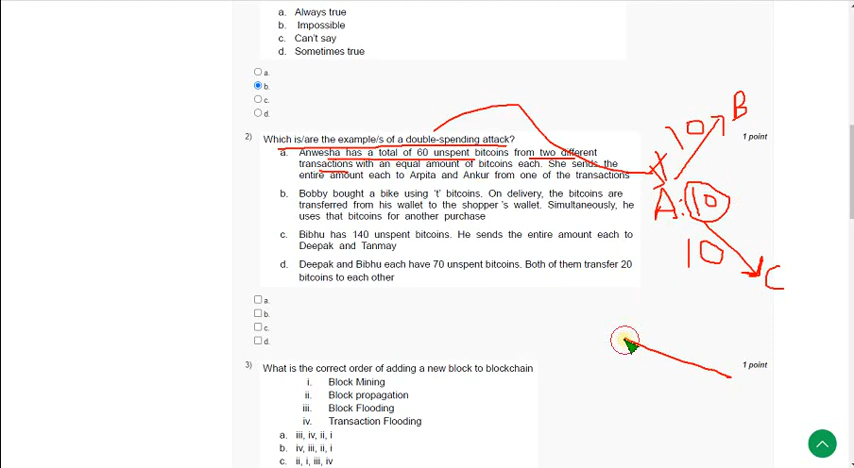 a. Always true
b. Impossible
c. Can't say
d. Sometimes true
a.
b.
c.
d.
2) Which is/are the example/s of a double-spending attack? 1 point
a. Anwesha has a total of 60 unspent bitcoins from two different
transactions with an equal amount of bitcoins each. She sends the
entire amount each to Arpita and Ankur from one of the transactions
b. Bobby bought a bike using 't' bitcoins. On delivery, the bitcoins are
transferred from his wallet to the shopper's wallet. Simultaneously, he
uses that bitcoins for another purchase
c. Bibhu has 140 unspent bitcoins. He sends the entire amount each to
Deepak and Tanmay
d. Deepak and Bibhu each have 70 unspent bitcoins. Both of them transfer 20
bitcoins to each other
10
B
A: 10
10
C
a.
b.
c.
d.
3) What is the correct order of adding a new block to blockchain 1 point
i. Block Mining
ii. Block propagation
iii. Block Flooding
iv. Transaction Flooding
a. iii, iv, ii, i
b. iv, iii, ii, i
c. ii, i, iii, iv